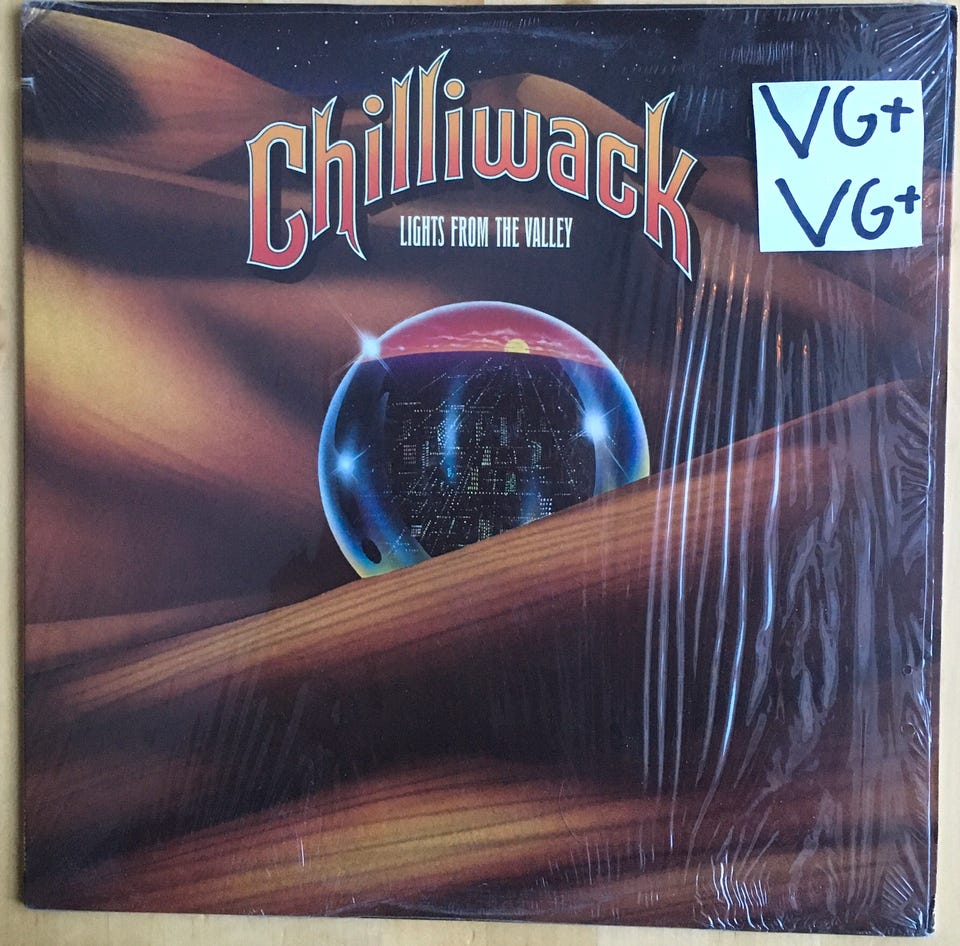 Chilliwack
LIGHTS FROM THE VALLEY
VG+
VG+